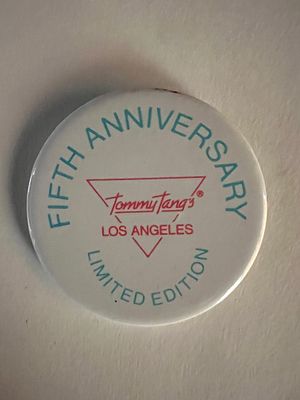 FIFTH ANNIVERSARY
Tommy Tang's®
LOS ANGELES
LIMITED EDITION